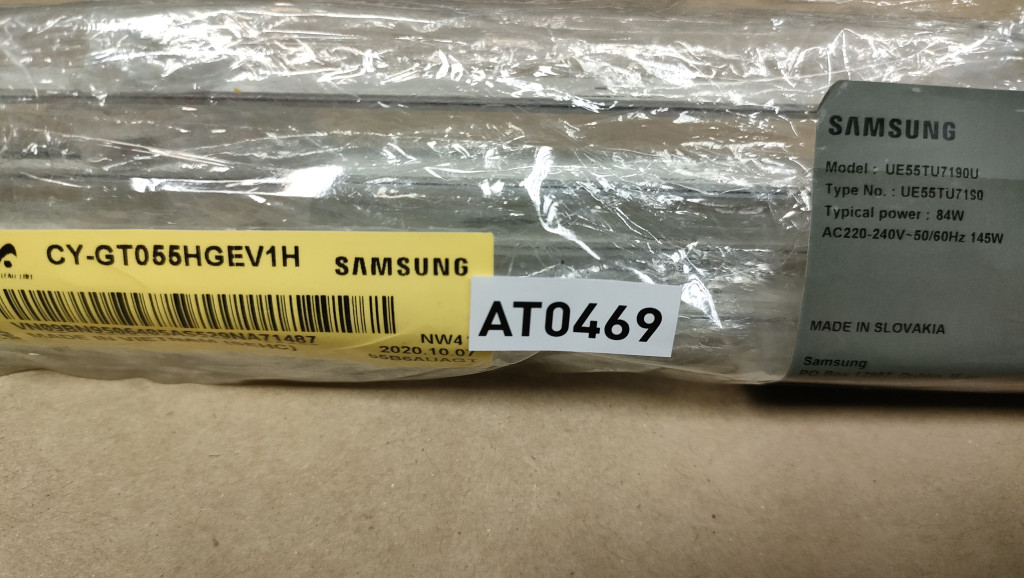 CY-GT055HGEV1H
SAMSUNG
NW4
2020.10.07
AT0469
SAMSUNG
Model : UE55TU7190U
Type No. : UE55TU7190
Typical power : 84W
AC220-240V~50/60Hz 145W
MADE IN SLOVAKIA
Samsung